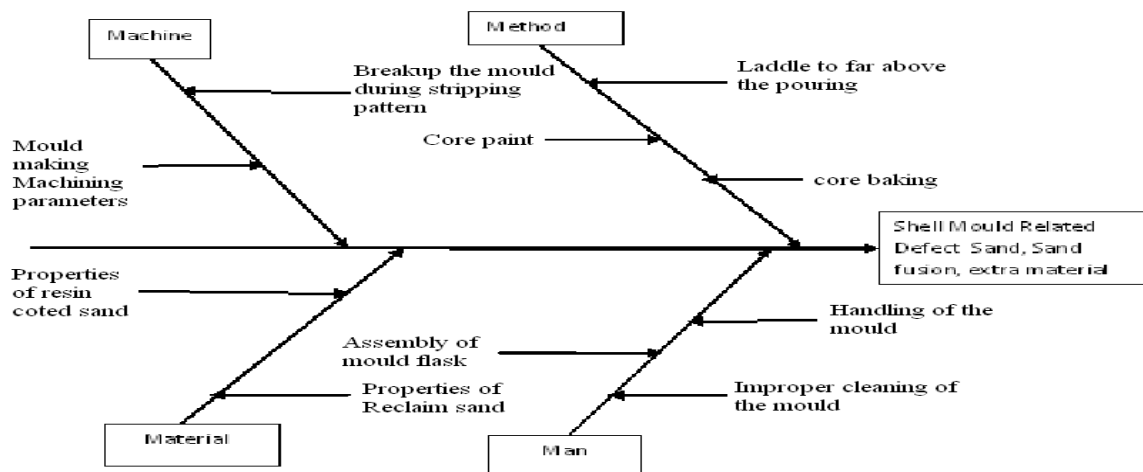 Machine
Method
Breakup the mould
during stripping
pattern
Laddle to far above
the pouring
Core paint
Mould
making
Machining
parameters
core baking
Shell Mould Related
Defect Sand, Sand
fusion, extra material
Properties
of resin
coted sand
Handling of the
mould
Assembly of
mould flask
Properties of
Reclaim sand
Improper cleaning of
the mould
Material
Man